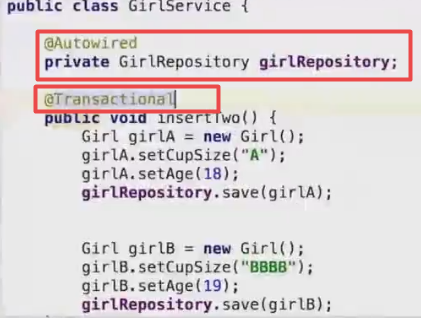 public class GirlService {
@Autowired
private GirlRepository girlRepository;
@Transactional
public void insertTwo() {
Girl girlA = new Girl();
girlA.setCupSize("A");
girlA.setAge(18);
girlRepository.save(girlA);
Girl girlB = new Girl();
girlB.setCupSize("BBBB");
girlB.setAge(19);
girlRepository.save(girlB);